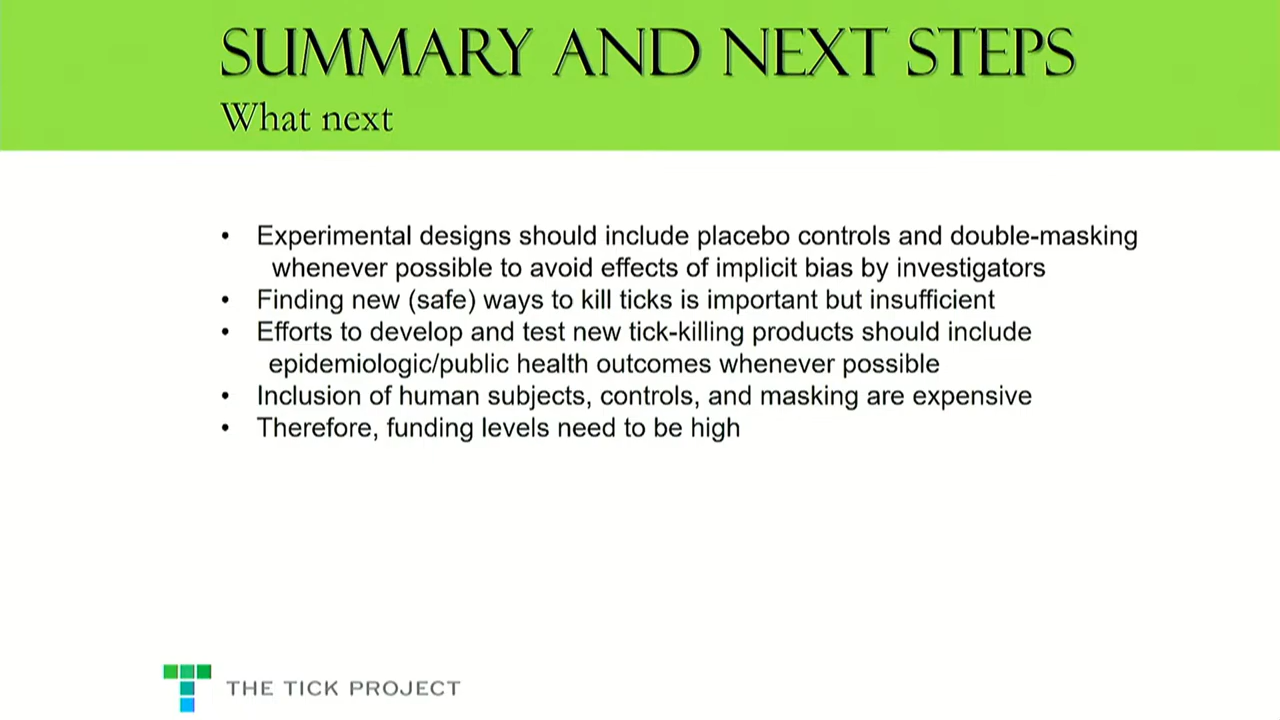 SUMMARY AND NEXT STEPS
What next
• Experimental designs should include placebo controls and double-masking
whenever possible to avoid effects of implicit bias by investigators
• Finding new (safe) ways to kill ticks is important but insufficient
• Efforts to develop and test new tick-killing products should include
epidemiologic/public health outcomes whenever possible
• Inclusion of human subjects, controls, and masking are expensive
• Therefore, funding levels need to be high
THE TICK PROJECT